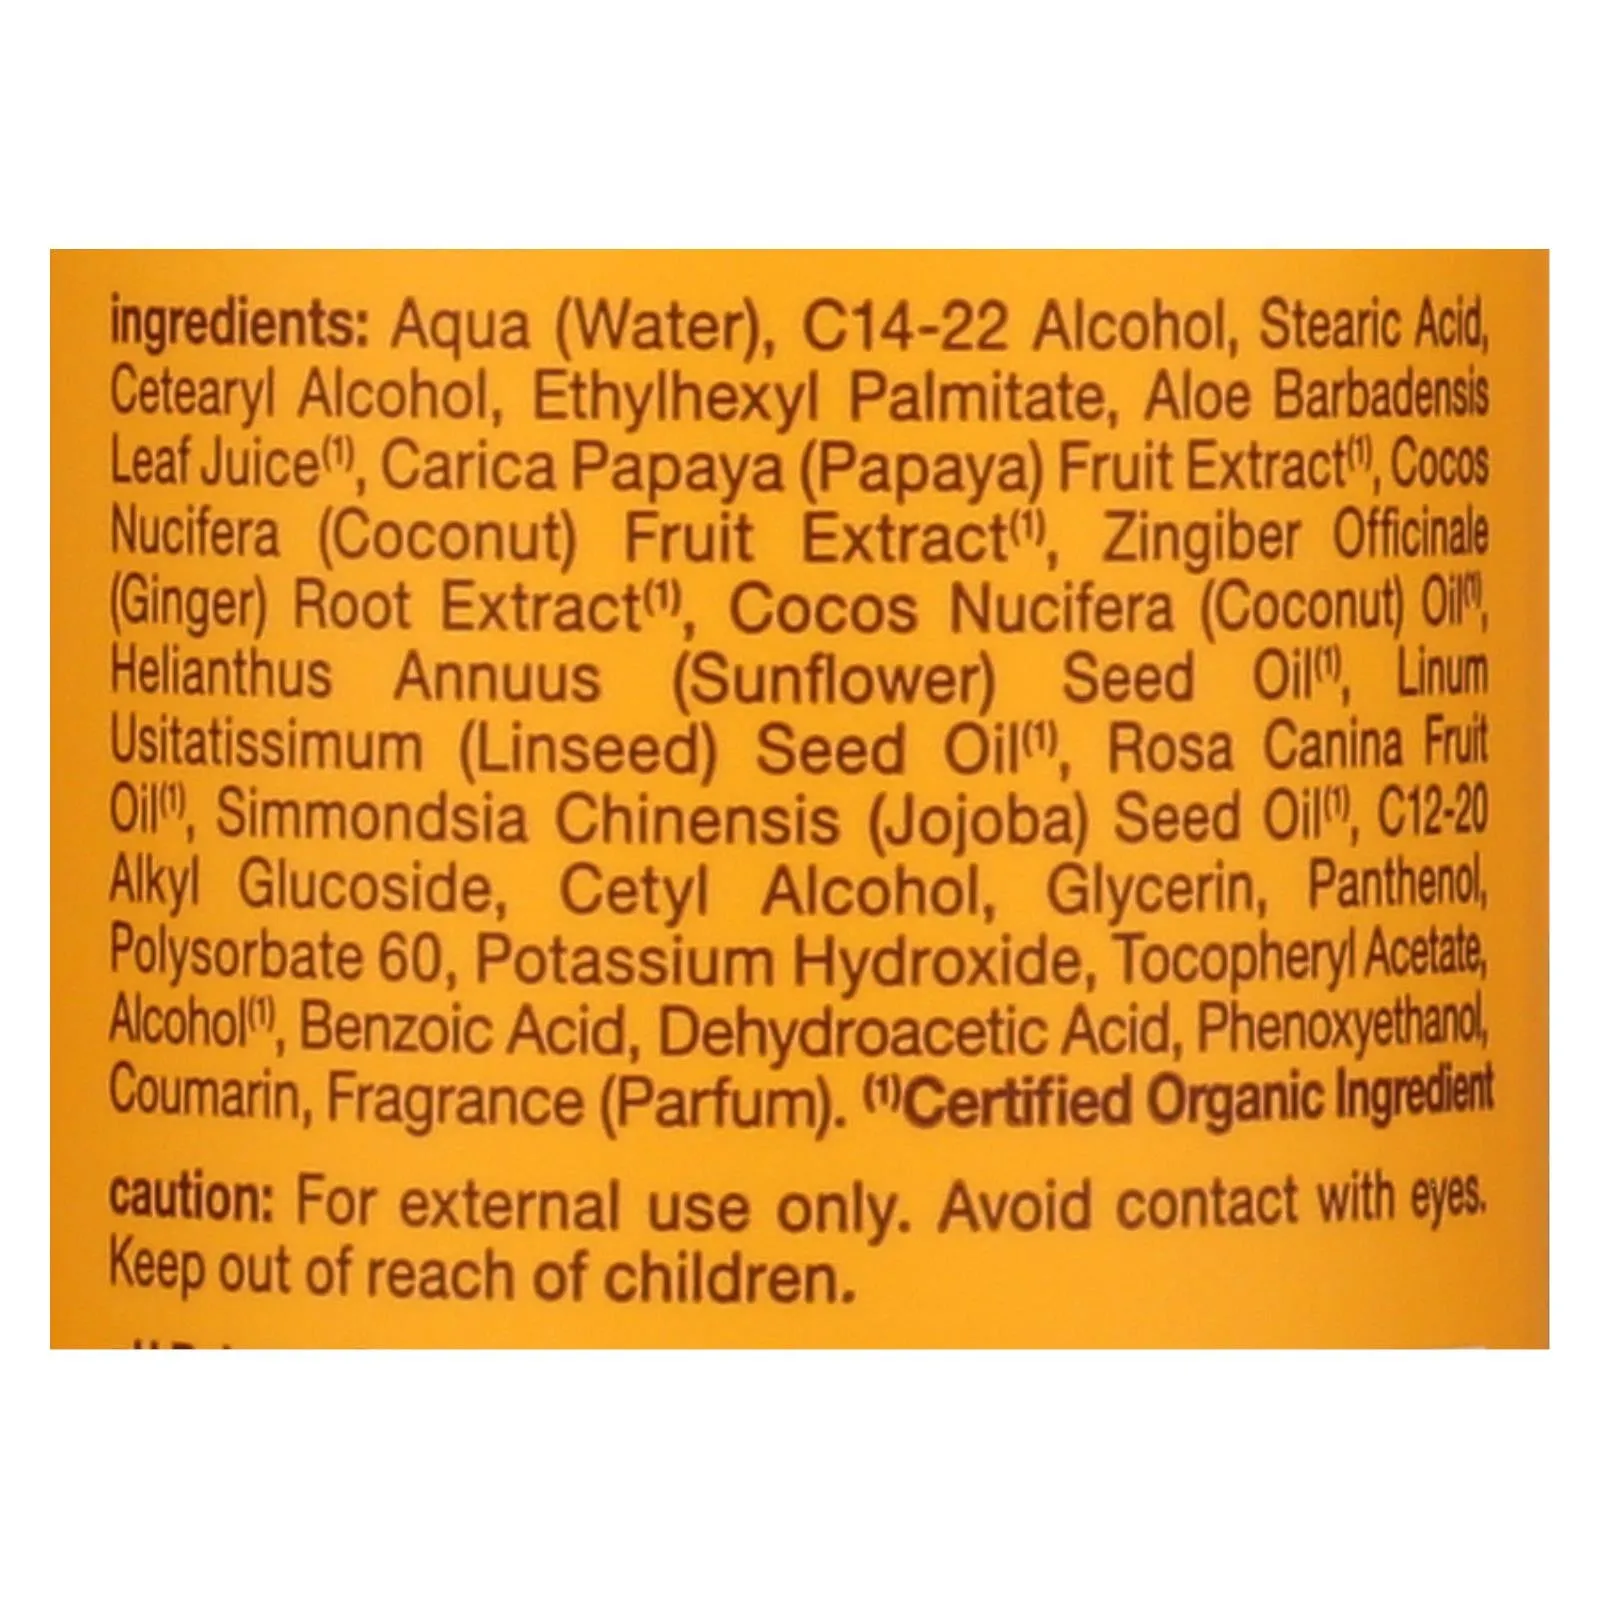 ingredients: Aqua (Water), C14-22 Alcohol, Stearic Acid,
Cetearyl Alcohol, Ethylhexyl Palmitate, Aloe Barbadensis
Leaf Juice(1), Carica Papaya (Papaya) Fruit Extract(1), Cocos
Nucifera (Coconut) Fruit Extract(1), Zingiber Officinale
(Ginger) Root Extract(1), Cocos Nucifera (Coconut) Oil(1),
Helianthus Annuus (Sunflower) Seed Oil(1), Linum
Usitatissimum (Linseed) Seed Oil(1), Rosa Canina Fruit
Oil(1), Simmondsia Chinensis (Jojoba) Seed Oil(1), C12-20
Alkyl Glucoside, Cetyl Alcohol, Glycerin, Panthenol,
Polysorbate 60, Potassium Hydroxide, Tocopheryl Acetate,
Alcohol(1), Benzoic Acid, Dehydroacetic Acid, Phenoxyethanol,
Coumarin, Fragrance (Parfum). (1)Certified Organic Ingredient
caution: For external use only. Avoid contact with eyes.
Keep out of reach of children.